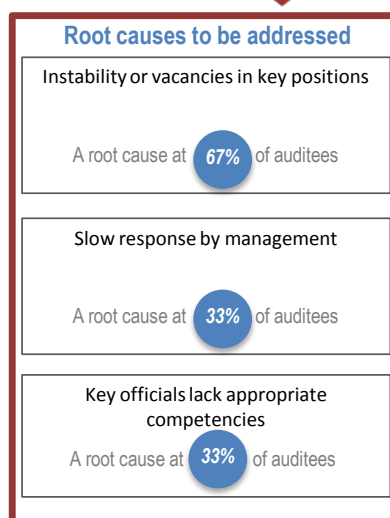 Root causes to be addressed
Instability or vacancies in key positions
A root cause at 67% of auditees
Slow response by management
A root cause at 33% of auditees
Key officials lack appropriate
competencies
A root cause at 33% of auditees